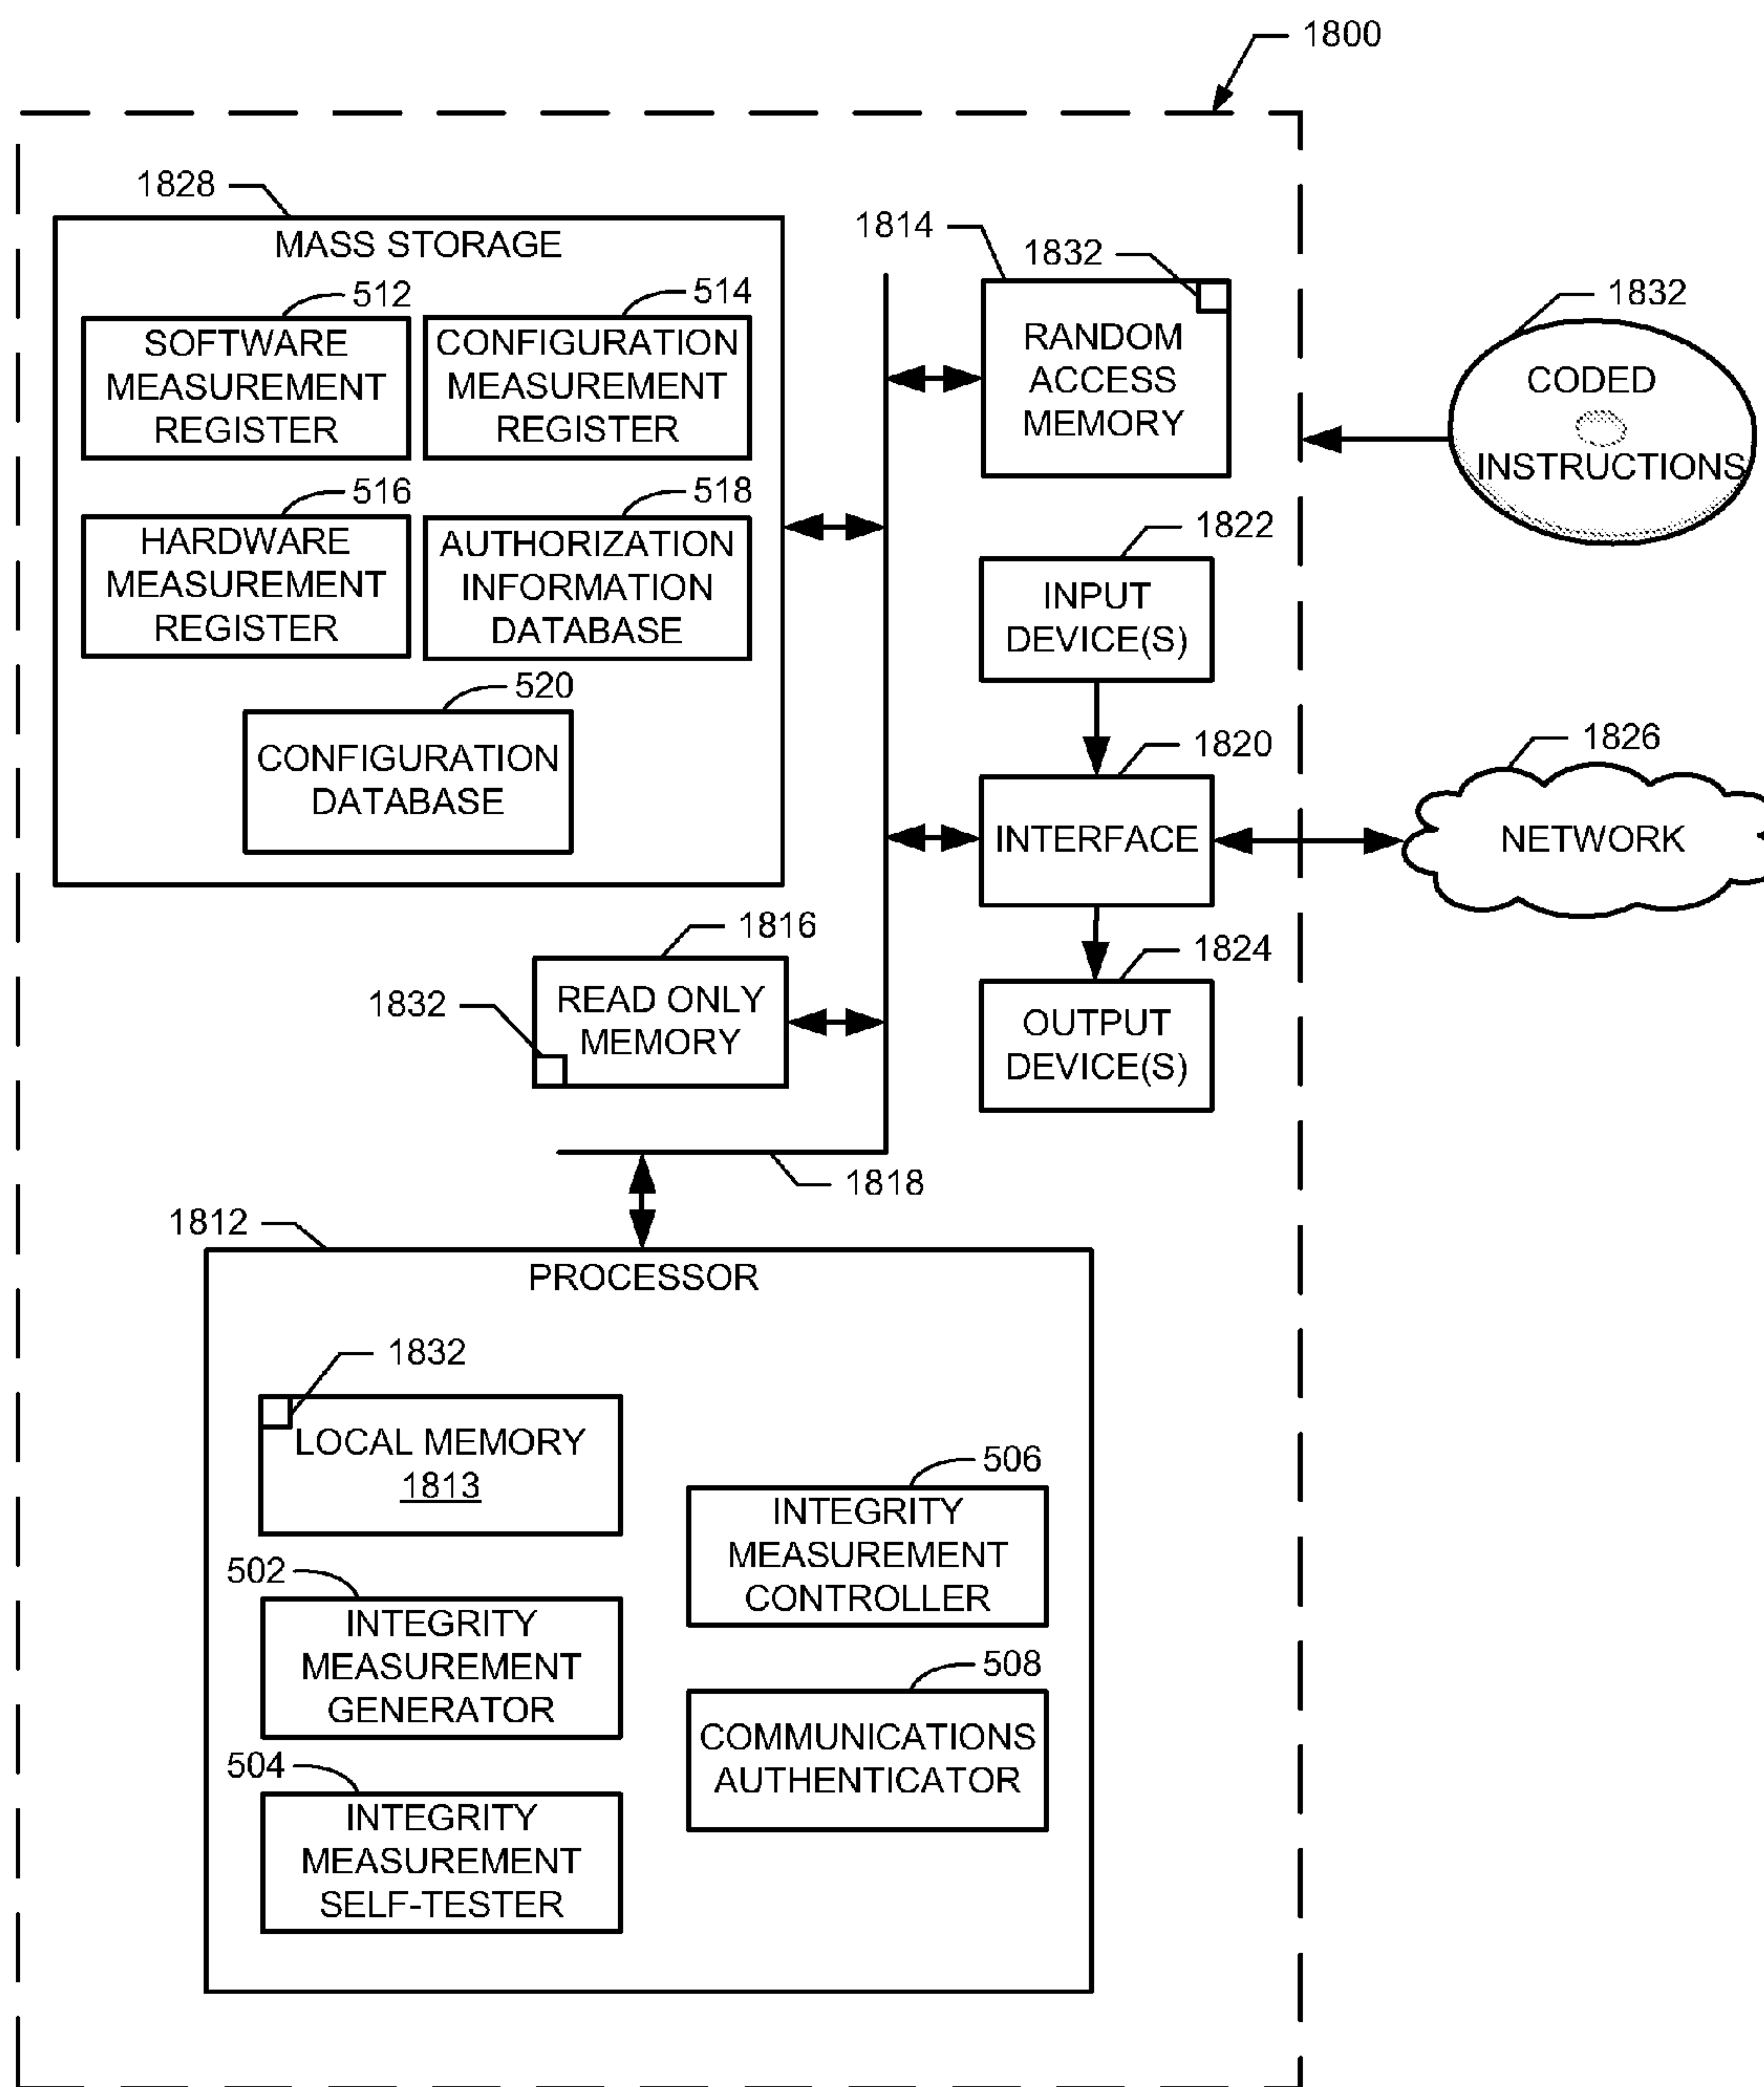 1800
1828
MASS STORAGE
512
SOFTWARE
MEASUREMENT
REGISTER
514
CONFIGURATION
MEASUREMENT
REGISTER
516
HARDWARE
MEASUREMENT
REGISTER
518
AUTHORIZATION
INFORMATION
DATABASE
520
CONFIGURATION
DATABASE
1814
1832
RANDOM
ACCESS
MEMORY
1832
CODED
INSTRUCTIONS
1822
INPUT
DEVICE(S)
1820
INTERFACE
1826
NETWORK
1824
OUTPUT
DEVICE(S)
1816
1832
READ ONLY
MEMORY
1818
1812
PROCESSOR
1832
LOCAL MEMORY
1813
506
INTEGRITY
MEASUREMENT
CONTROLLER
502
INTEGRITY
MEASUREMENT
GENERATOR
508
COMMUNICATIONS
AUTHENTICATOR
504
INTEGRITY
MEASUREMENT
SELF-TESTER